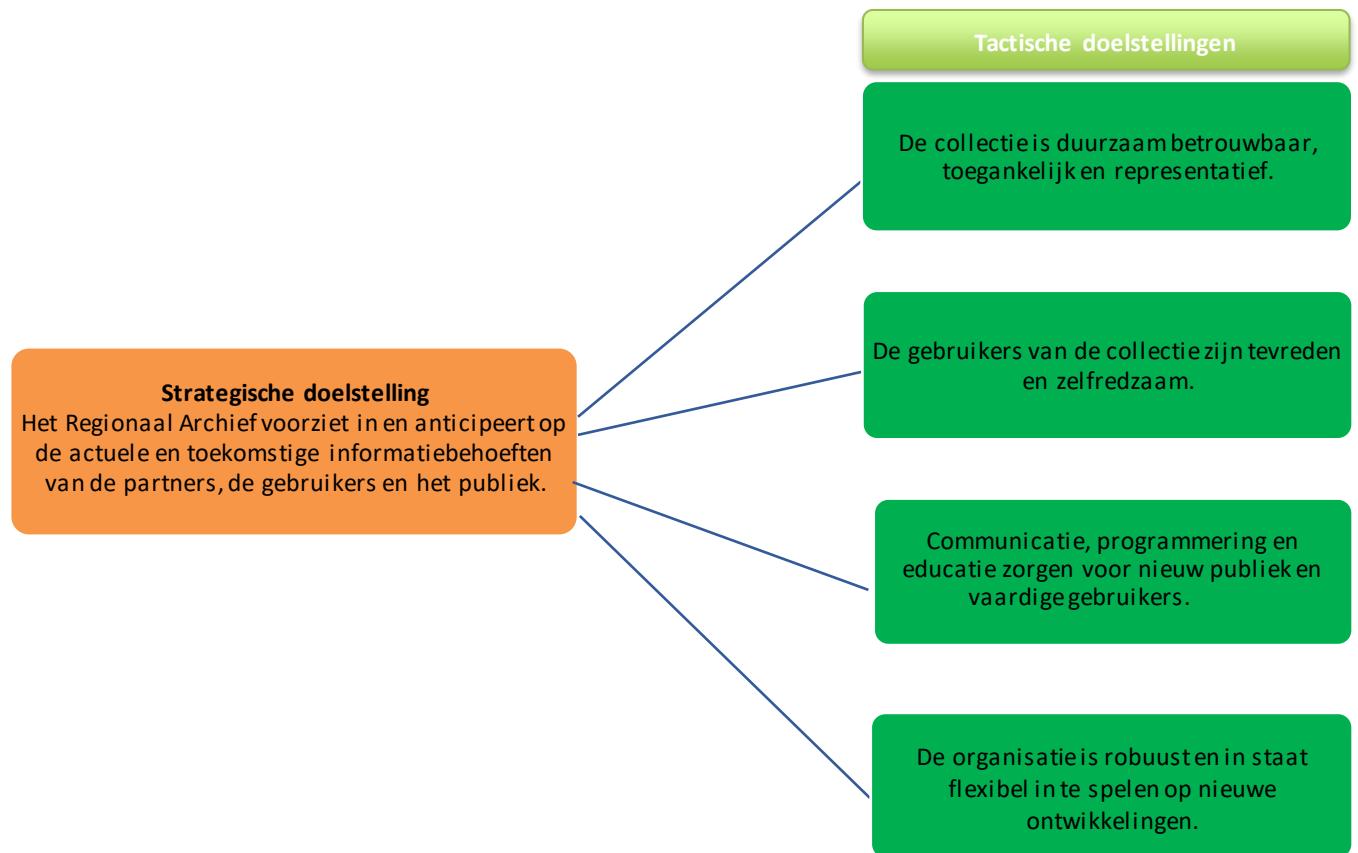 Tactische doelstellingen
De collectie is duurzaam betrouwbaar,
toegankelijk en representatief.
De gebruikers van de collectie zijn tevreden
en zelfredzaam.
Strategische doelstelling
Het Regionaal Archief voorziet in en anticipeert op
de actuele en toekomstige informatiebehoeften
van de partners, de gebruikers en het publiek.
Communicatie, programmering en
educatie zorgen voor nieuw publiek en
vaardige gebruikers.
De organisatie is robuust en in staat
flexibel in te spelen op nieuwe
ontwikkelingen.